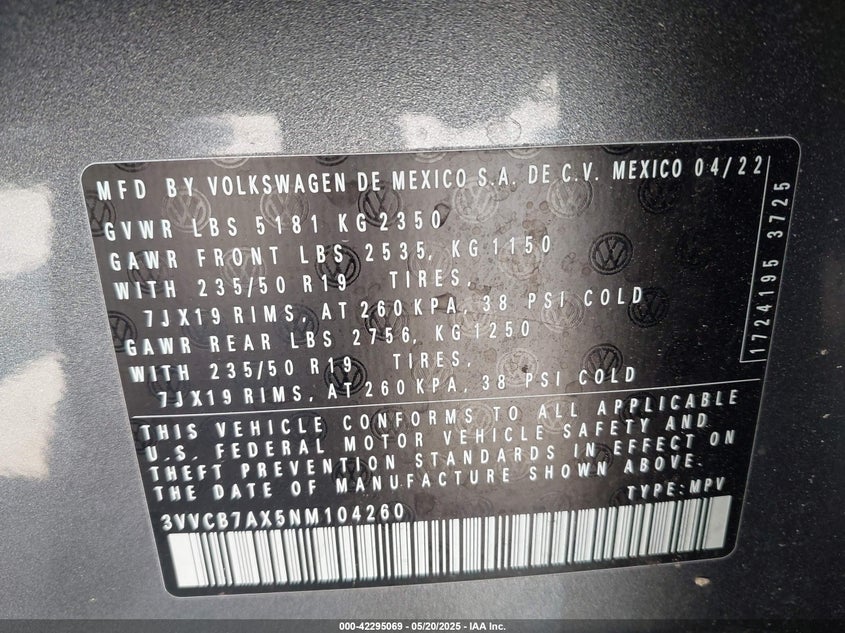 MFD BY VOLKSWAGEN DE MEXICO S.A. DE C.V. MEXICO 04/22
GVWR LBS 5181 KG 2350
GAWR FRONT LBS 2535, KG 1150
WITH 235/50 R19 TIRES,
7JX19 RIMS, AT 260 KPA, 38 PSI COLD
GAWR REAR LBS 2756, KG 1250
WITH 235/50 R19 TIRES,
7JX19 RIMS, AT 260 KPA, 38 PSI COLD
1724195 3725
THIS VEHICLE CONFORMS TO ALL APPLICABLE
U.S. FEDERAL MOTOR VEHICLE SAFETY AND
THEFT PREVENTION STANDARDS IN EFFECT ON
THE DATE OF MANUFACTURE SHOWN ABOVE.
TYPE: MPV
3VVCB7AX5NM104260
000-42295069 - 05/20/2025 - IAA Inc.